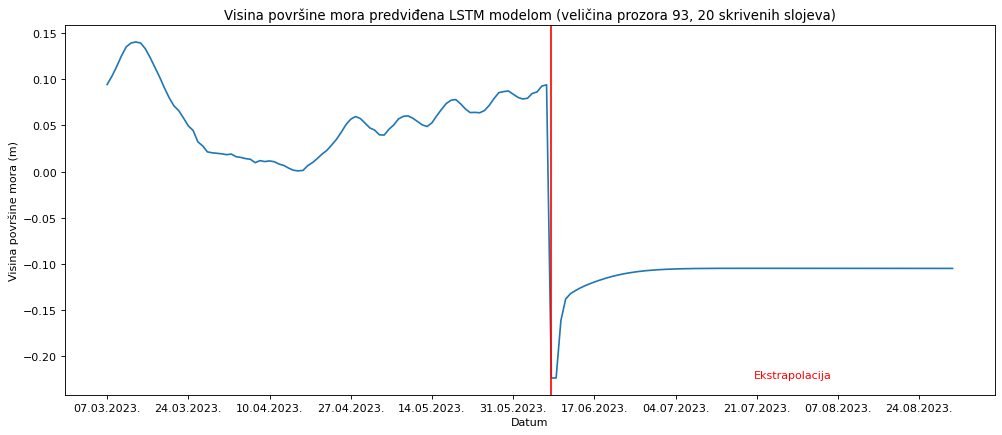 Visina površine mora predviđena LSTM modelom (veličina prozora 93, 20 skrivenih slojeva)
Visina površine mora (m)
0.15
0.10
0.05
0.00
−0.05
−0.10
−0.15
−0.20
Ekstrapolacija
07.03.2023. 24.03.2023. 10.04.2023. 27.04.2023. 14.05.2023. 31.05.2023. 17.06.2023. 04.07.2023. 21.07.2023. 07.08.2023. 24.08.2023.
Datum